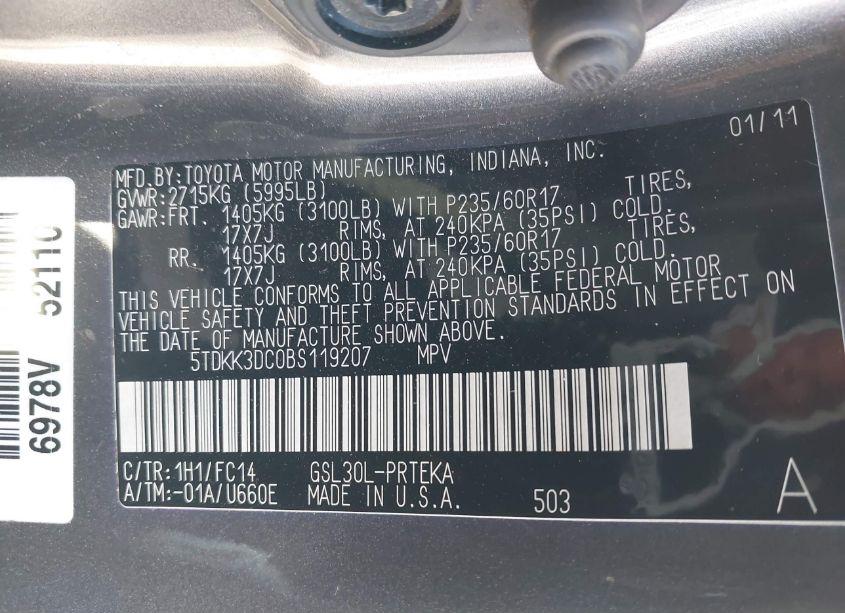 01/11
MFD.BY:TOYOTA MOTOR MANUFACTURING, INDIANA, INC.
GVWR:2715KG (5995LB)
GAWR:FRT. 1405KG (3100LB) WITH P235/60R17 TIRES,
17X7J RIMS, AT 240KPA (35PSI) COLD.
RR. 1405KG (3100LB) WITH P235/60R17 TIRES,
17X7J RIMS, AT 240KPA (35PSI) COLD.
THIS VEHICLE CONFORMS TO ALL APPLICABLE FEDERAL MOTOR
VEHICLE SAFETY AND THEFT PREVENTION STANDARDS IN EFFECT ON
THE DATE OF MANUFACTURE SHOWN ABOVE.
5TDKK3DC0BS119207 MPV
C/TR:1H1/FC14 GSL30L-PRTEKA
A/TM:-01A/U660E MADE IN U.S.A. 503 A
6978V 52110